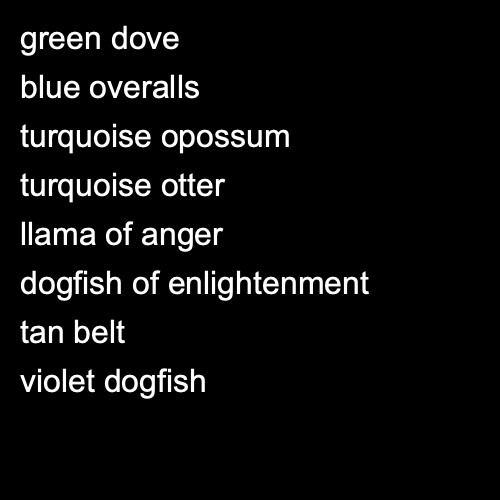 green dove
blue overalls
turquoise opossum
turquoise otter
llama of anger
dogfish of enlightenment
tan belt
violet dogfish